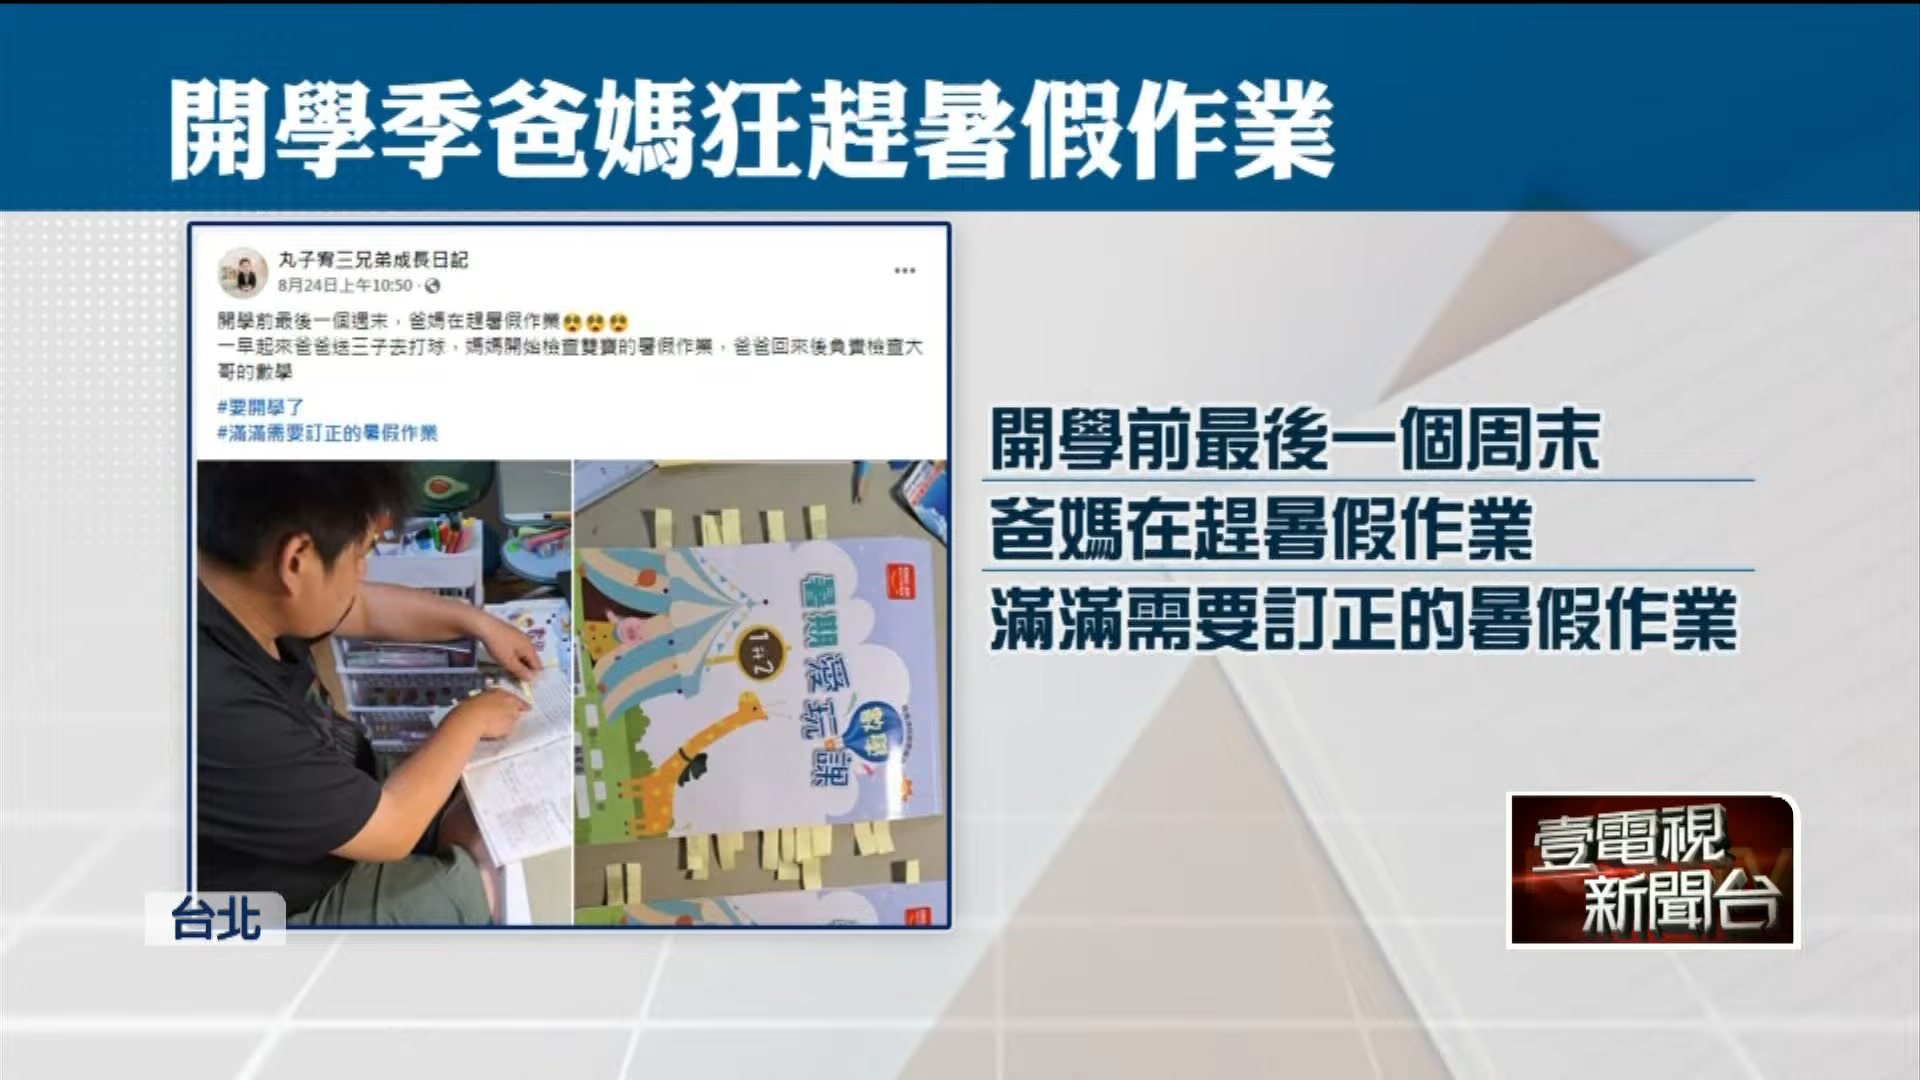 開學季爸媽狂趕暑假作業
丸子宥三兄弟成長日記
8月24日上午10:50
開學前最後一個週末，爸媽在趕暑假作業
一早起來爸爸送三子去打球，媽媽開始檢查雙寶的暑假作業，爸爸回來後負責檢查大
哥的數學
#要開學了
#滿滿需要訂正的暑假作業
開學前最後一個周末
爸媽在趕暑假作業
滿滿需要訂正的暑假作業
1升2
愛玩課
台北
壹電視
新聞台